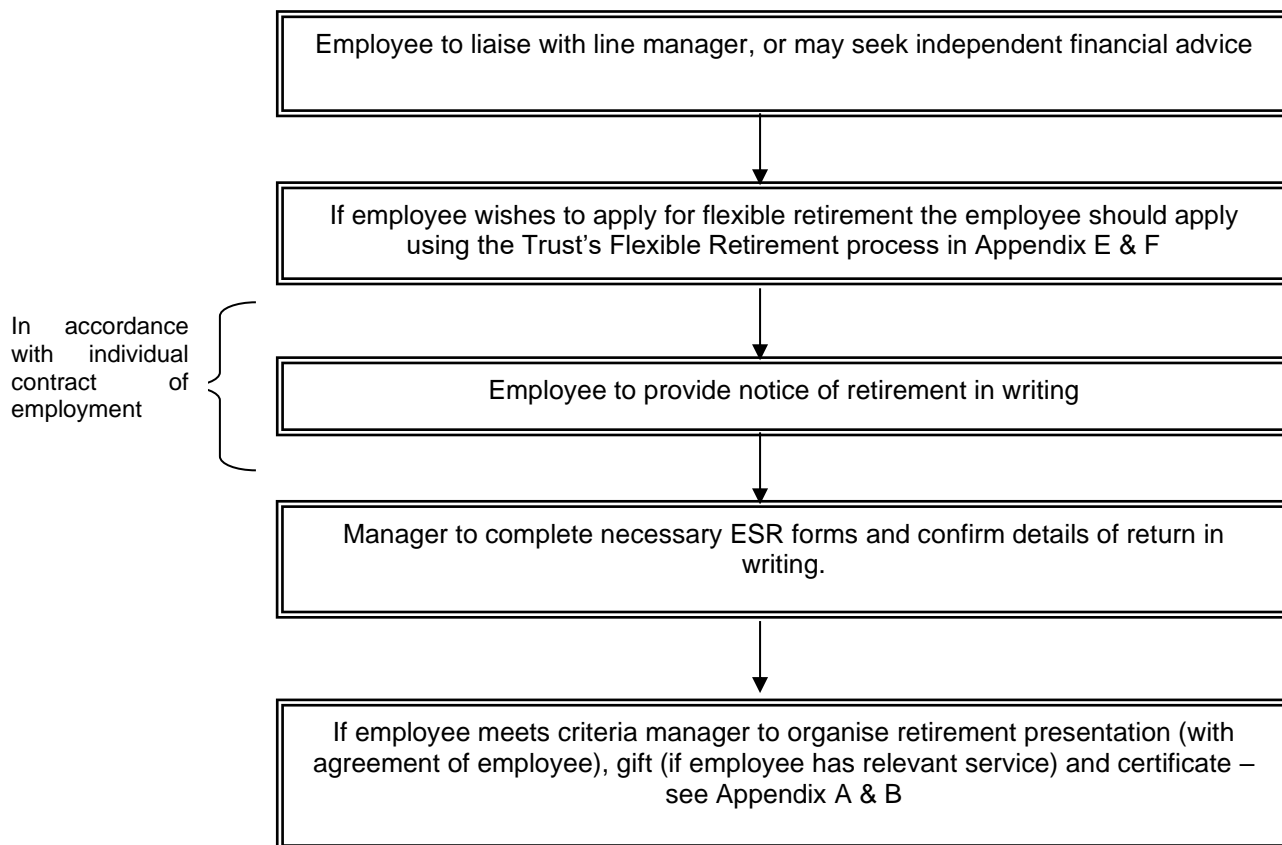 Employee to liaise with line manager, or may seek independent financial advice
If employee wishes to apply for flexible retirement the employee should apply
using the Trust's Flexible Retirement process in Appendix E & F
In accordance
with individual
contract of
employment
Employee to provide notice of retirement in writing
Manager to complete necessary ESR forms and confirm details of return in
writing.
If employee meets criteria manager to organise retirement presentation (with
agreement of employee), gift (if employee has relevant service) and certificate –
see Appendix A & B